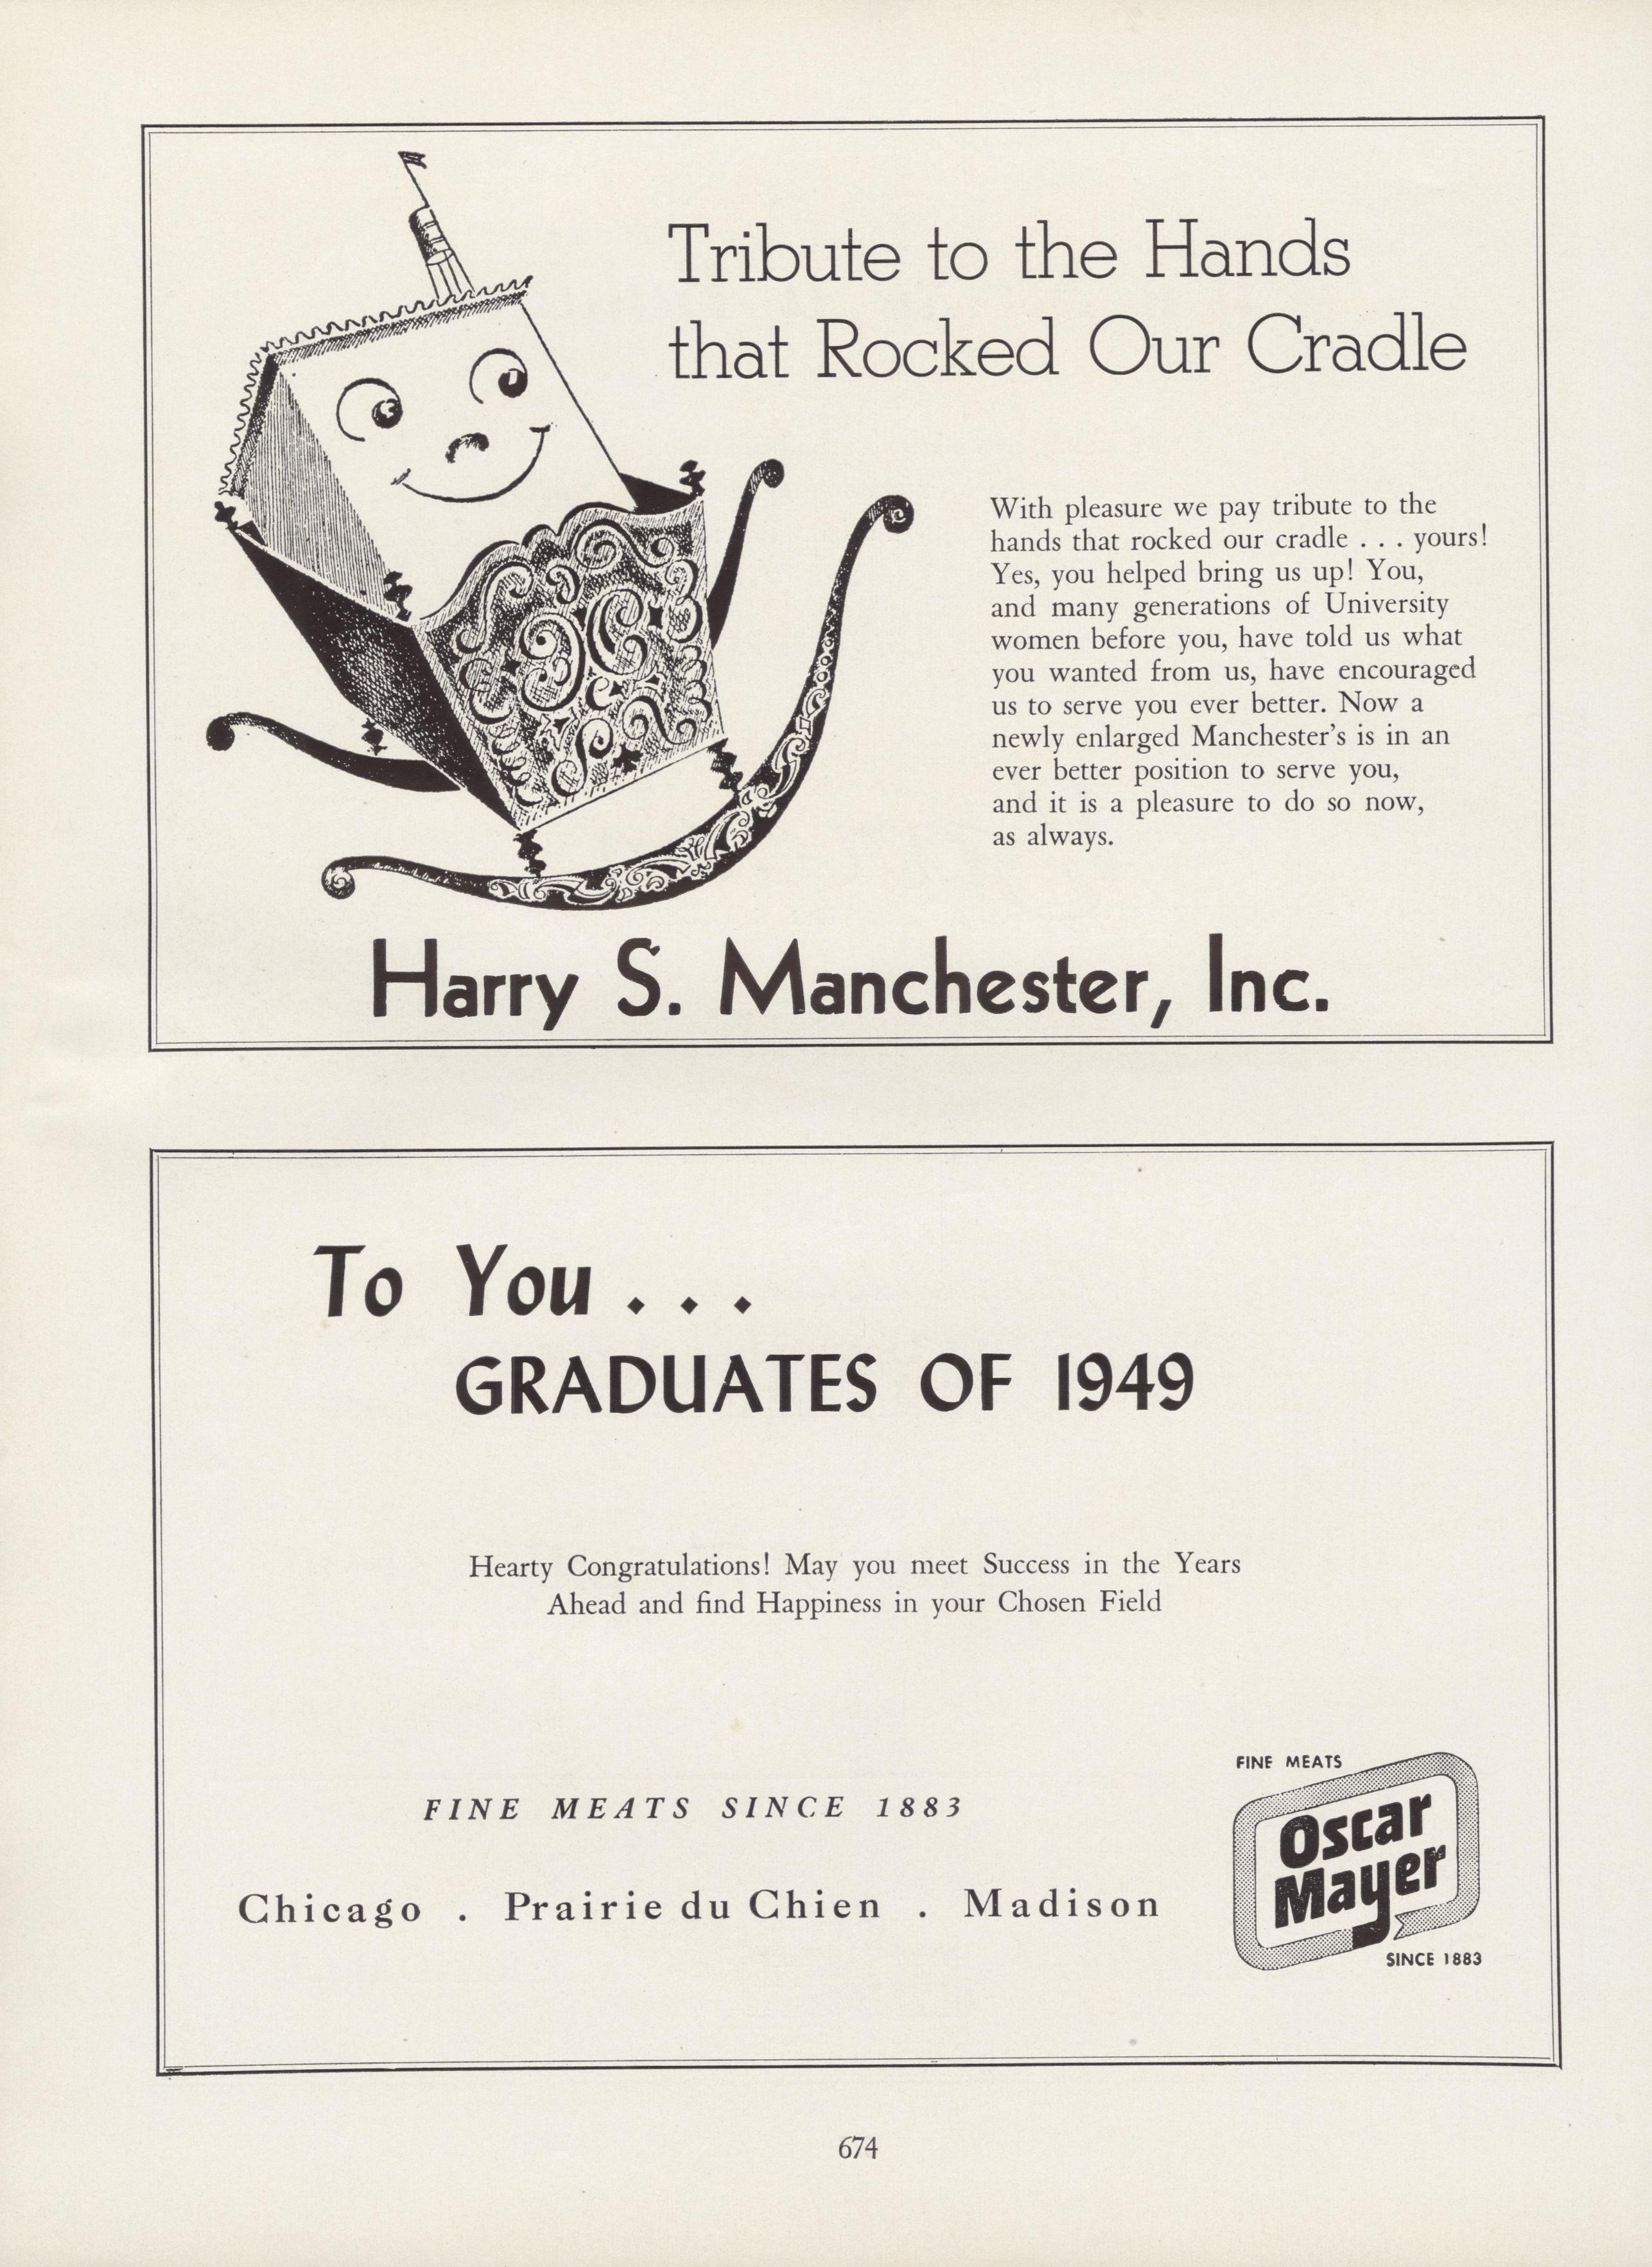 Tribute to the Hands
that Rocked Our Cradle
With pleasure we pay tribute to the
hands that rocked our cradle . . . yours!
Yes, you helped bring us up! You,
and many generations of University
women before you, have told us what
you wanted from us, have encouraged
us to serve you ever better. Now a
newly enlarged Manchester's is in an
ever better position to serve you,
and it is a pleasure to do so now,
as always.
Harry S. Manchester, Inc.
To You . . .
GRADUATES OF 1949
Hearty Congratulations! May you meet Success in the Years
Ahead and find Happiness in your Chosen Field
FINE MEATS SINCE 1883
Chicago . Prairie du Chien . Madison
FINE MEATS
Oscar
Mayer
SINCE 1883
674